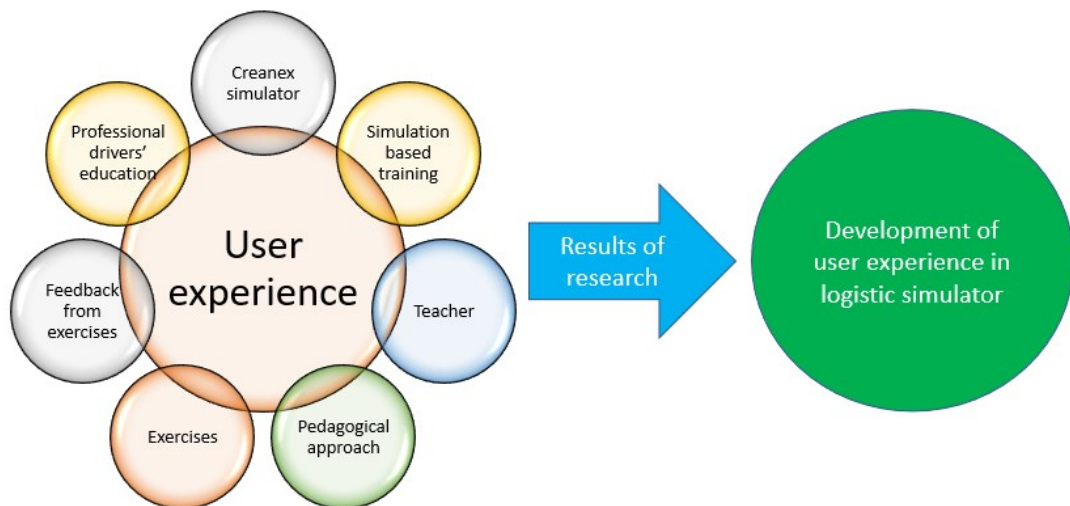 Creanex
simulator
Simulation
based
training
Teacher
Pedagogical
approach
Exercises
Feedback
from
exercises
Professional
drivers’
education
User
experience
Results of
research
Development of
user experience in
logistic simulator